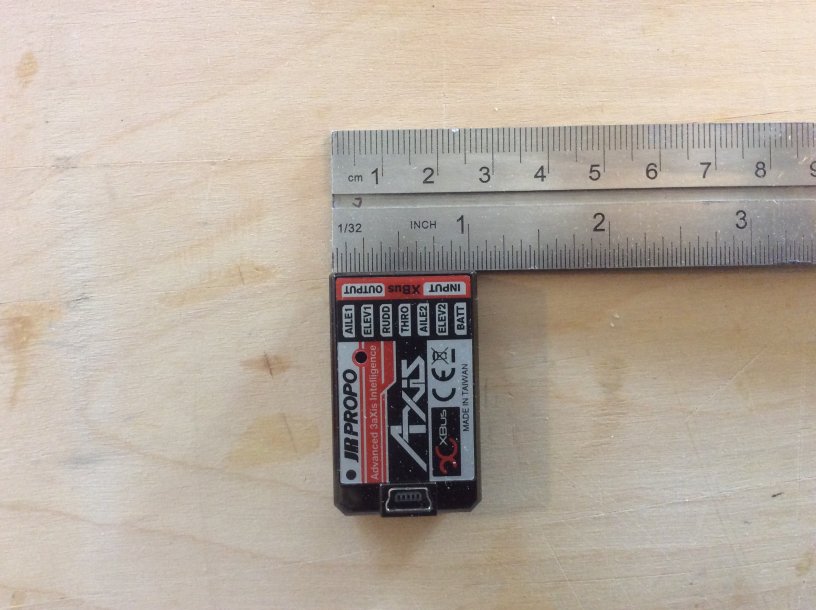 cm 1 2 3 4 5 6 7 8 9
1/32 INCH 1 2 3
INPUT XBus OUTPUT
AILE1
ELEV1
RUDD
THRO
AILE2
ELEV2
BATT
JR PROPO
Advanced 3aXis Intelligence
AXiS
XBus
CE
MADE IN TAIWAN